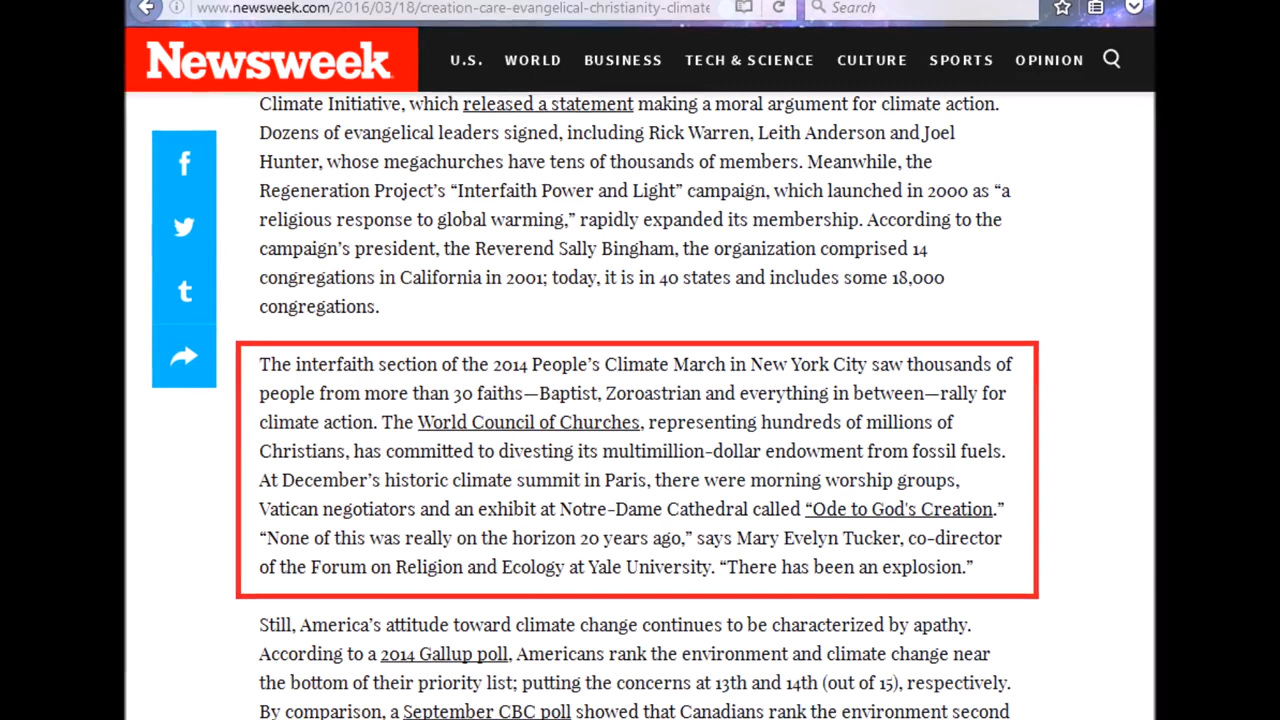 www.newsweek.com/2016/03/18/creation-care-evangelical-christianity-climate
Search
Newsweek
U.S. WORLD BUSINESS TECH & SCIENCE CULTURE SPORTS OPINION
Climate Initiative, which released a statement making a moral argument for climate action.
Dozens of evangelical leaders signed, including Rick Warren, Leith Anderson and Joel
Hunter, whose megachurches have tens of thousands of members. Meanwhile, the
Regeneration Project’s “Interfaith Power and Light” campaign, which launched in 2000 as “a
religious response to global warming,” rapidly expanded its membership. According to the
campaign’s president, the Reverend Sally Bingham, the organization comprised 14
congregations in California in 2001; today, it is in 40 states and includes some 18,000
congregations.
The interfaith section of the 2014 People’s Climate March in New York City saw thousands of
people from more than 30 faiths—Baptist, Zoroastrian and everything in between—rally for
climate action. The World Council of Churches, representing hundreds of millions of
Christians, has committed to divesting its multimillion-dollar endowment from fossil fuels.
At December’s historic climate summit in Paris, there were morning worship groups,
Vatican negotiators and an exhibit at Notre-Dame Cathedral called “Ode to God's Creation.”
“None of this was really on the horizon 20 years ago,” says Mary Evelyn Tucker, co-director
of the Forum on Religion and Ecology at Yale University. “There has been an explosion.”
Still, America’s attitude toward climate change continues to be characterized by apathy.
According to a 2014 Gallup poll, Americans rank the environment and climate change near
the bottom of their priority list; putting the concerns at 13th and 14th (out of 15), respectively.
By comparison, a September CBC poll showed that Canadians rank the environment second